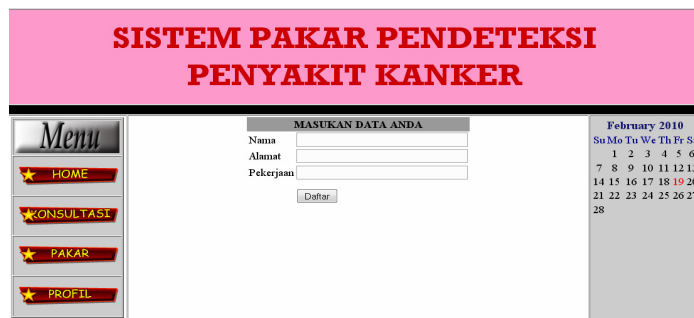 SISTEM PAKAR PENDETEKSI
PENYAKIT KANKER
Menu
HOME
KONSULTASI
PAKAR
PROFIL
MASUKAN DATA ANDA
Nama
Alamat
Pekerjaan
Daftar
February 2010
Su Mo Tu We Th Fr S
1 2 3 4 5 6
7 8 9 10 11 12 13
14 15 16 17 18 19 20
21 22 23 24 25 26 27
28